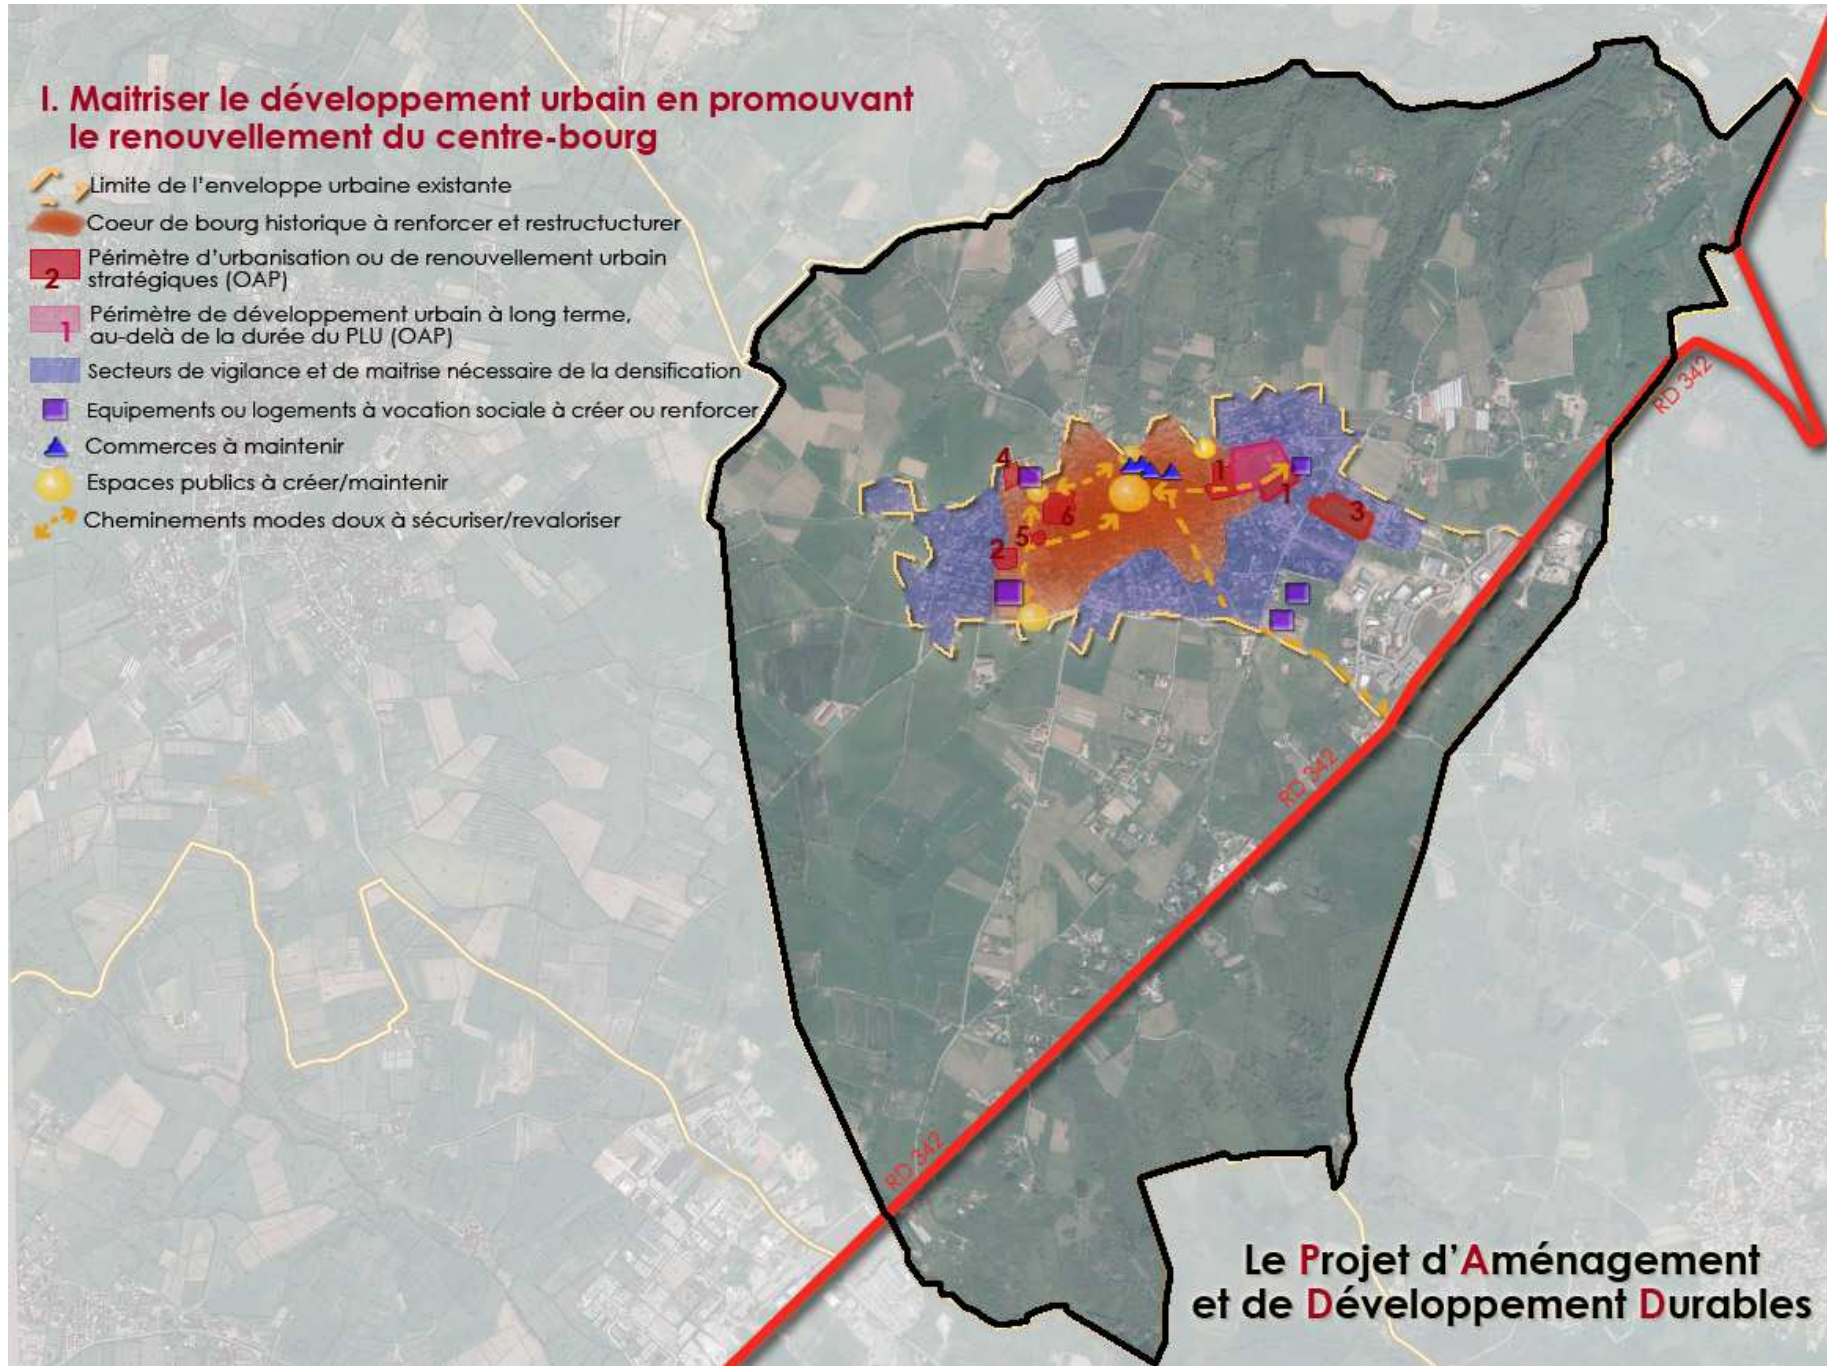 I. Maitriser le développement urbain en promouvant
le renouvellement du centre-bourg
Limite de l'enveloppe urbaine existante
Coeur de bourg historique à renforcer et restructucturer
Périmètre d'urbanisation ou de renouvellement urbain
2
stratégiques (OAP)
Périmètre de développement urbain à long terme,
1
au-delà de la durée du PLU (OAP)
Secteurs de vigilance et de maitrise nécessaire de la densification
Equipements ou logements à vocation sociale à créer ou renforcer
Commerces à maintenir
Espaces publics à créer/maintenir
Cheminements modes doux à sécuriser/revaloriser
RD 342
4
1
1
3
6
5
2
RD 342
RD 342
Le Projet d'Aménagement
et de Développement Durables